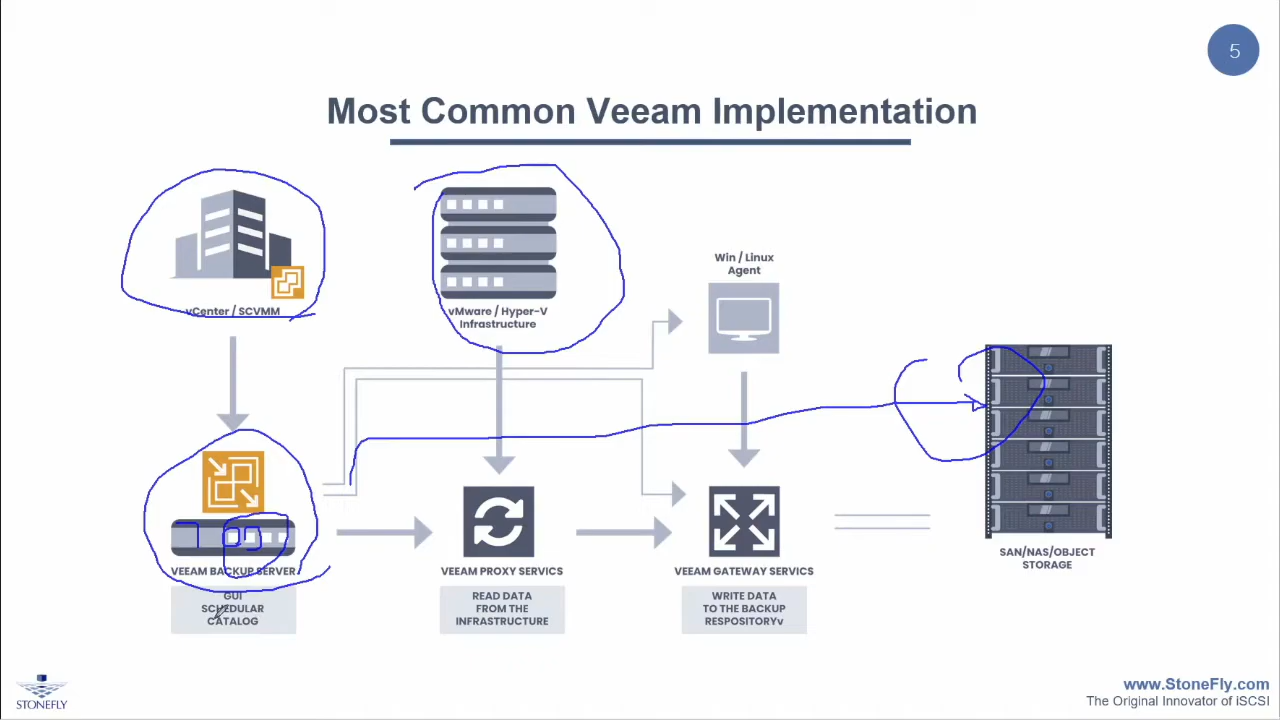 5
Most Common Veeam Implementation
vCenter / SCVMM
vMware / Hyper-V
Infrastructure
Win / Linux
Agent
VEEAM BACKUP SERVER
GUI
SCHEDULAR
CATALOG
VEEAM PROXY SERVICS
READ DATA
FROM THE
INFRASTRUCTURE
VEEAM GATEWAY SERVICS
WRITE DATA
TO THE BACKUP
RESPOSITORYv
SAN/NAS/OBJECT
STORAGE
STONEFLY
www.StoneFly.com
The Original Innovator of iSCSI